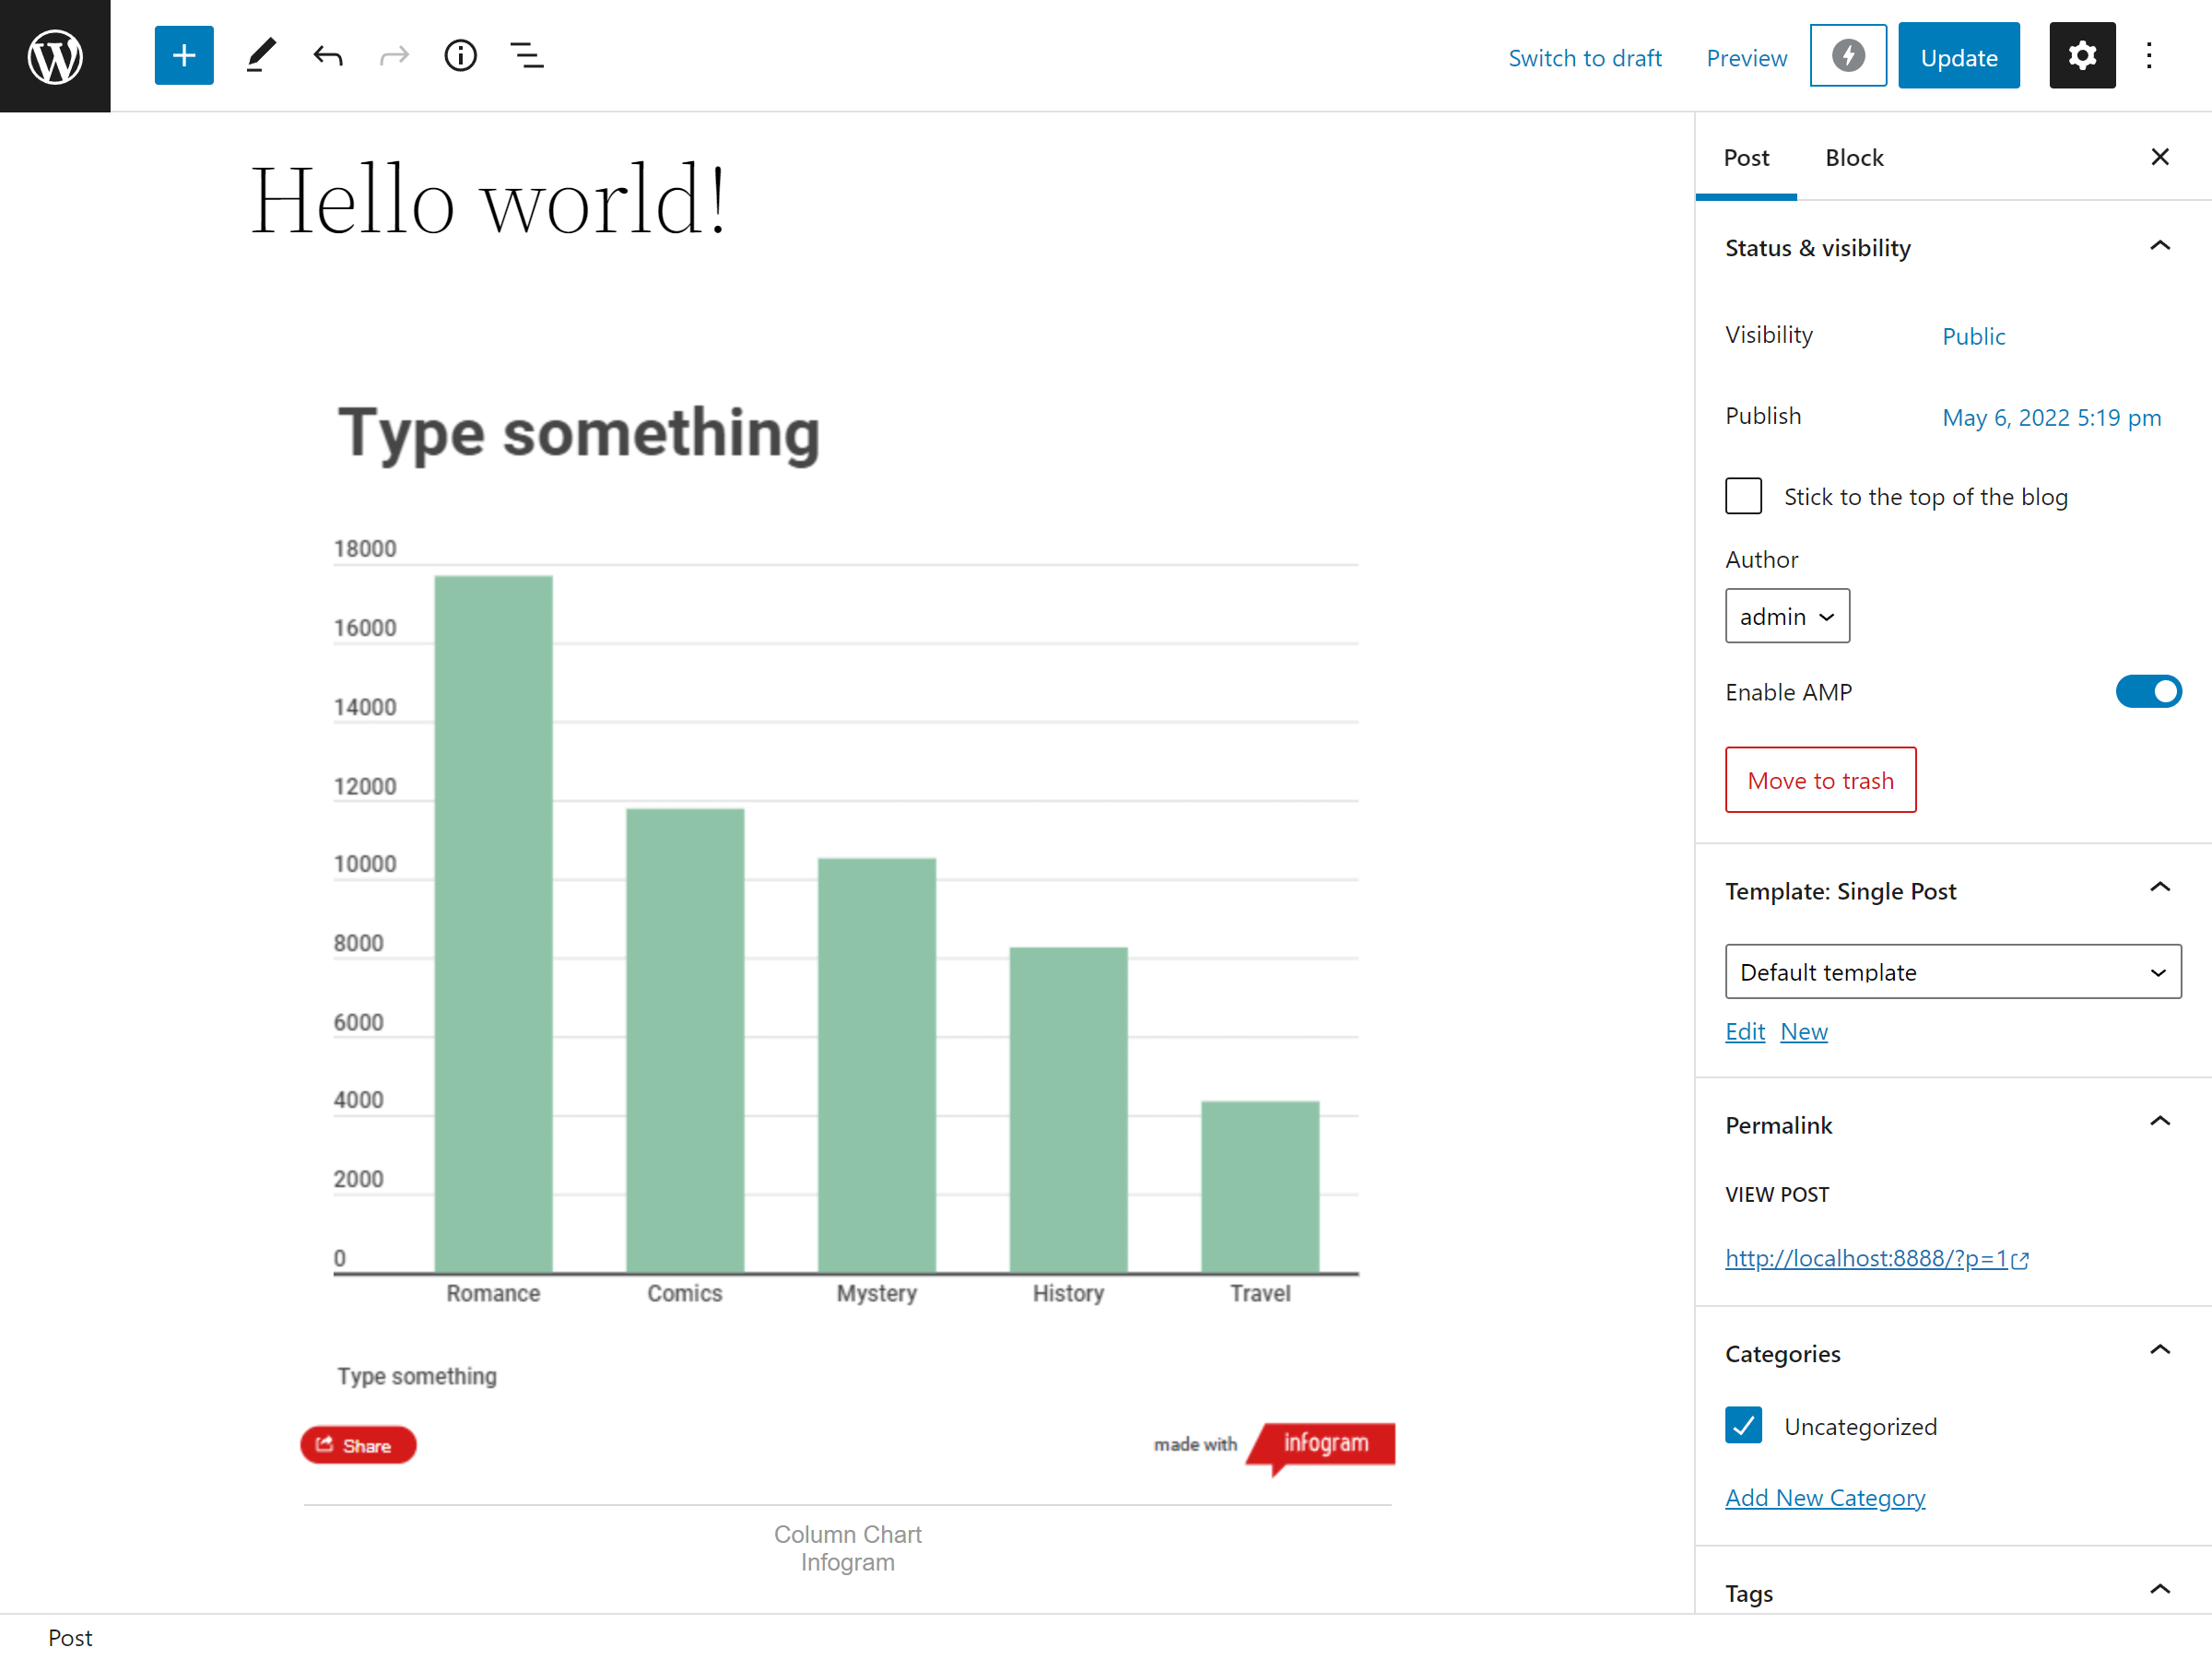 Switch to draft
Preview
Update
Hello world!
Type something
18000
16000
14000
12000
10000
8000
6000
4000
2000
0
Romance
Comics
Mystery
History
Travel
Type something
Share
made with
infogram
Column Chart
Infogram
Post
Post
Block
Status & visibility
Visibility
Public
Publish
May 6, 2022 5:19 pm
Stick to the top of the blog
Author
admin
Enable AMP
Move to trash
Template: Single Post
Default template
Edit
New
Permalink
VIEW POST
http://localhost:8888/?p=1
Categories
Uncategorized
Add New Category
Tags